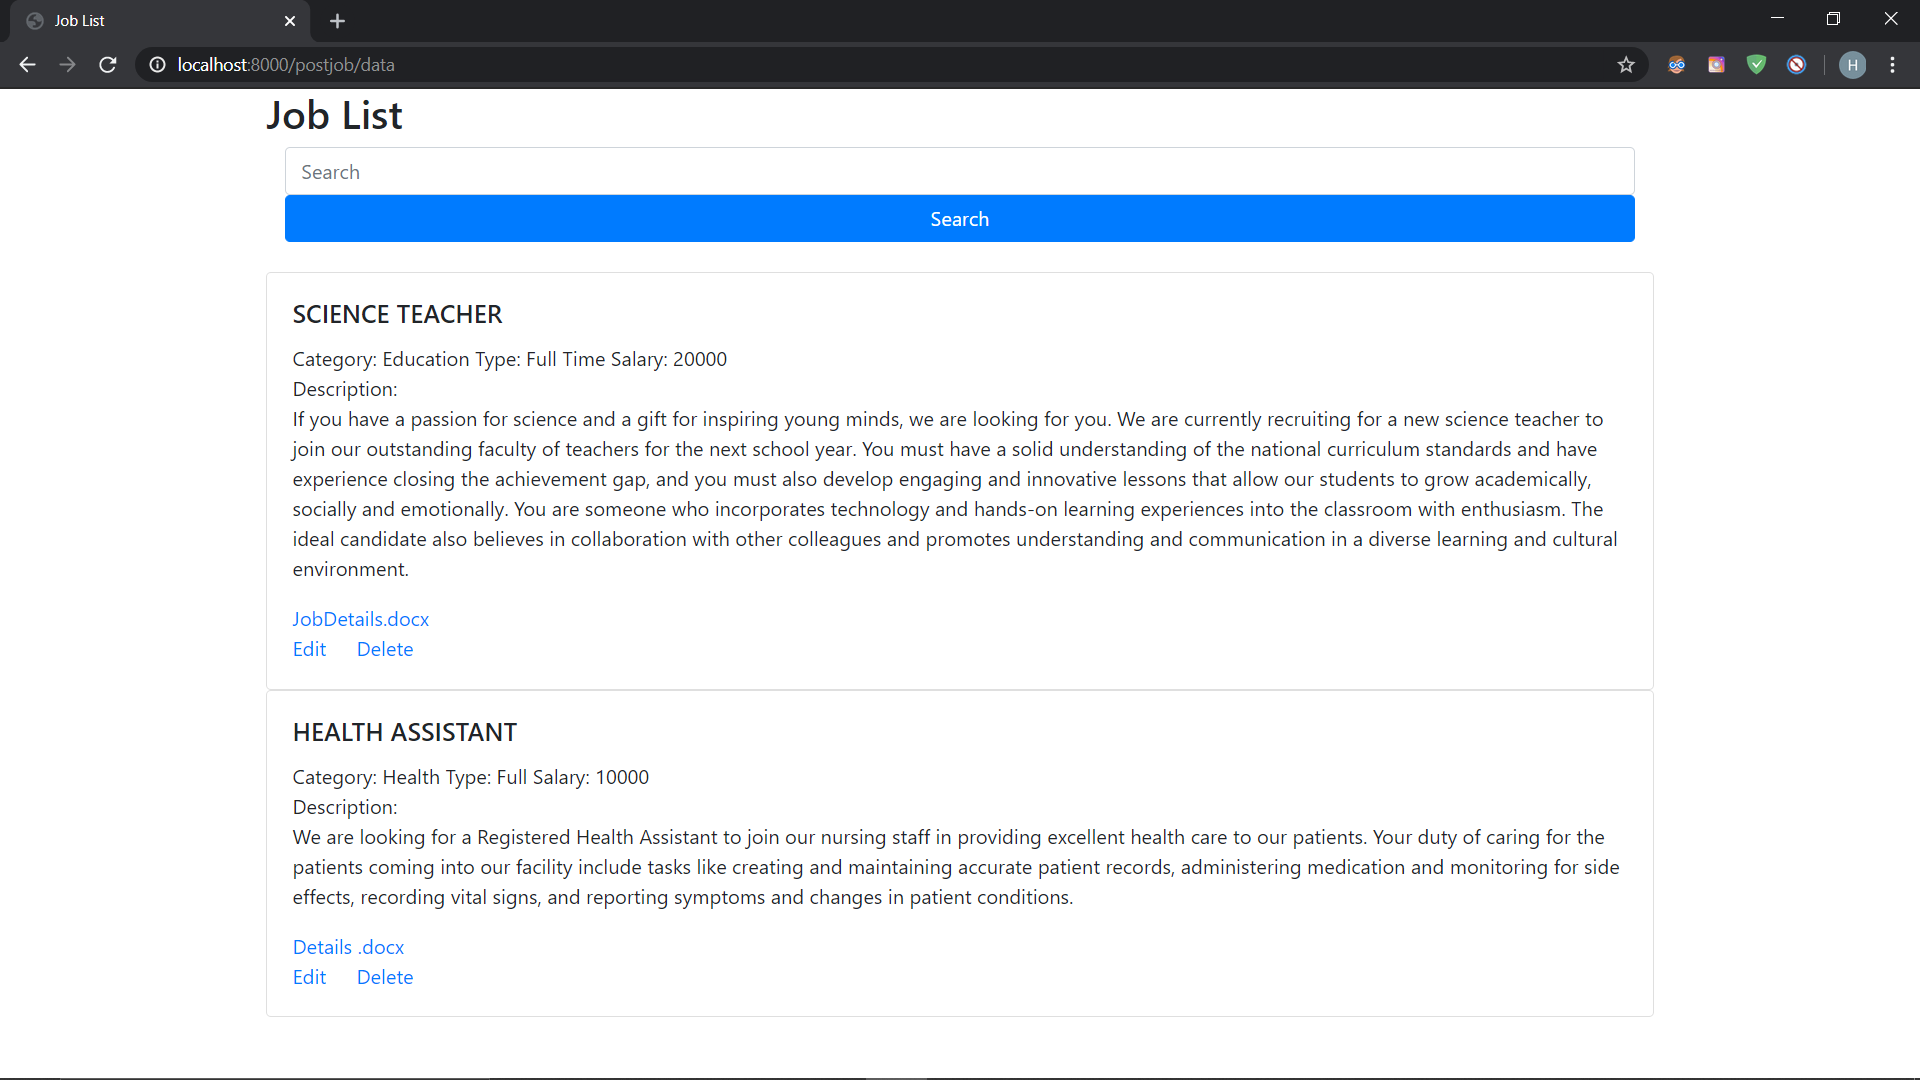 Job List
localhost:8000/postjob/data
H
Job List
Search
Search
SCIENCE TEACHER
Category: Education Type: Full Time Salary: 20000
Description:
If you have a passion for science and a gift for inspiring young minds, we are looking for you. We are currently recruiting for a new science teacher to
join our outstanding faculty of teachers for the next school year. You must have a solid understanding of the national curriculum standards and have
experience closing the achievement gap, and you must also develop engaging and innovative lessons that allow our students to grow academically,
socially and emotionally. You are someone who incorporates technology and hands-on learning experiences into the classroom with enthusiasm. The
ideal candidate also believes in collaboration with other colleagues and promotes understanding and communication in a diverse learning and cultural
environment.
JobDetails.docx
Edit Delete
HEALTH ASSISTANT
Category: Health Type: Full Salary: 10000
Description:
We are looking for a Registered Health Assistant to join our nursing staff in providing excellent health care to our patients. Your duty of caring for the
patients coming into our facility include tasks like creating and maintaining accurate patient records, administering medication and monitoring for side
effects, recording vital signs, and reporting symptoms and changes in patient conditions.
Details .docx
Edit Delete